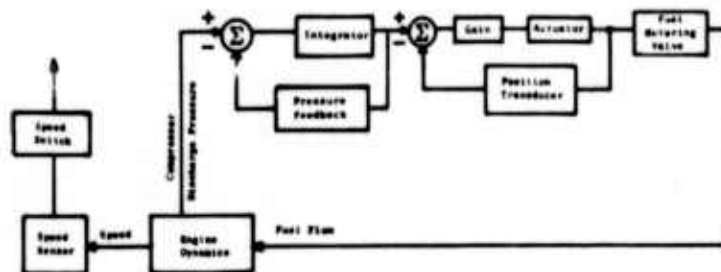 +
−
Σ
Integrator
+
−
Σ
Gain
Actuator
Fuel
Metering
Valve
Pressure
Feedback
Position
Transducer
Compressor
Discharge Pressure
Speed
Switch
Speed
Sensor
Speed
Engine
Dynamics
Fuel Flow